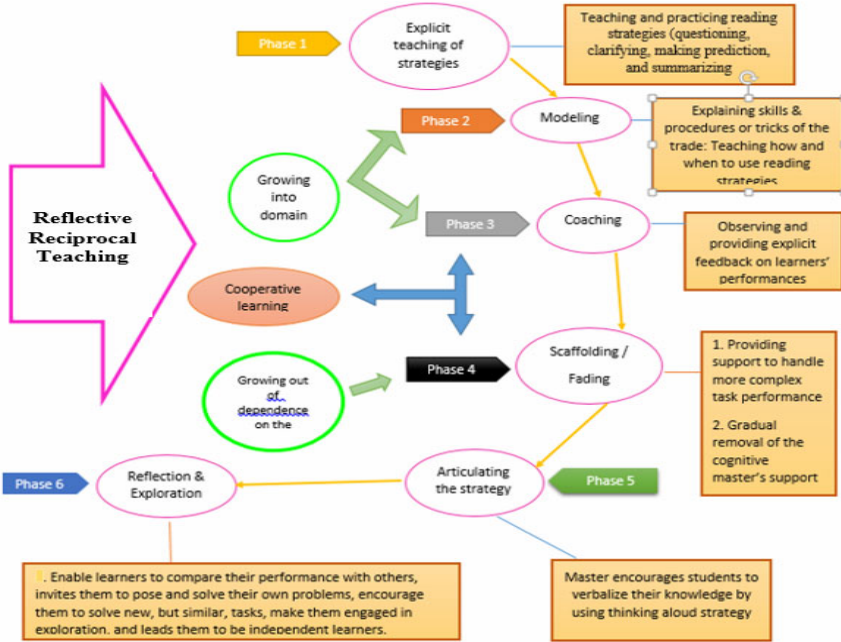 Phase 1
Explicit
teaching of
strategies
Teaching and practicing reading
strategies (questioning,
clarifying, making prediction,
and summarizing
Phase 2
Modeling
Explaining skills &
procedures or tricks of the
trade: Teaching how and
when to use reading
strategies
Growing
into
domain
Reflective
Reciprocal
Teaching
Phase 3
Coaching
Observing and
providing explicit
feedback on learners'
performances
Cooperative
learning
Phase 4
Scaffolding /
Fading
1. Providing
support to handle
more complex
task performance
2. Gradual
removal of the
cognitive
master's support
Growing out
of
dependence
on the
Phase 6
Reflection &
Exploration
Articulating
the strategy
Phase 5
. Enable learners to compare their performance with others,
invites them to pose and solve their own problems, encourage
them to solve new, but similar, tasks, make them engaged in
exploration, and leads them to be independent learners.
Master encourages students to
verbalize their knowledge by
using thinking aloud strategy